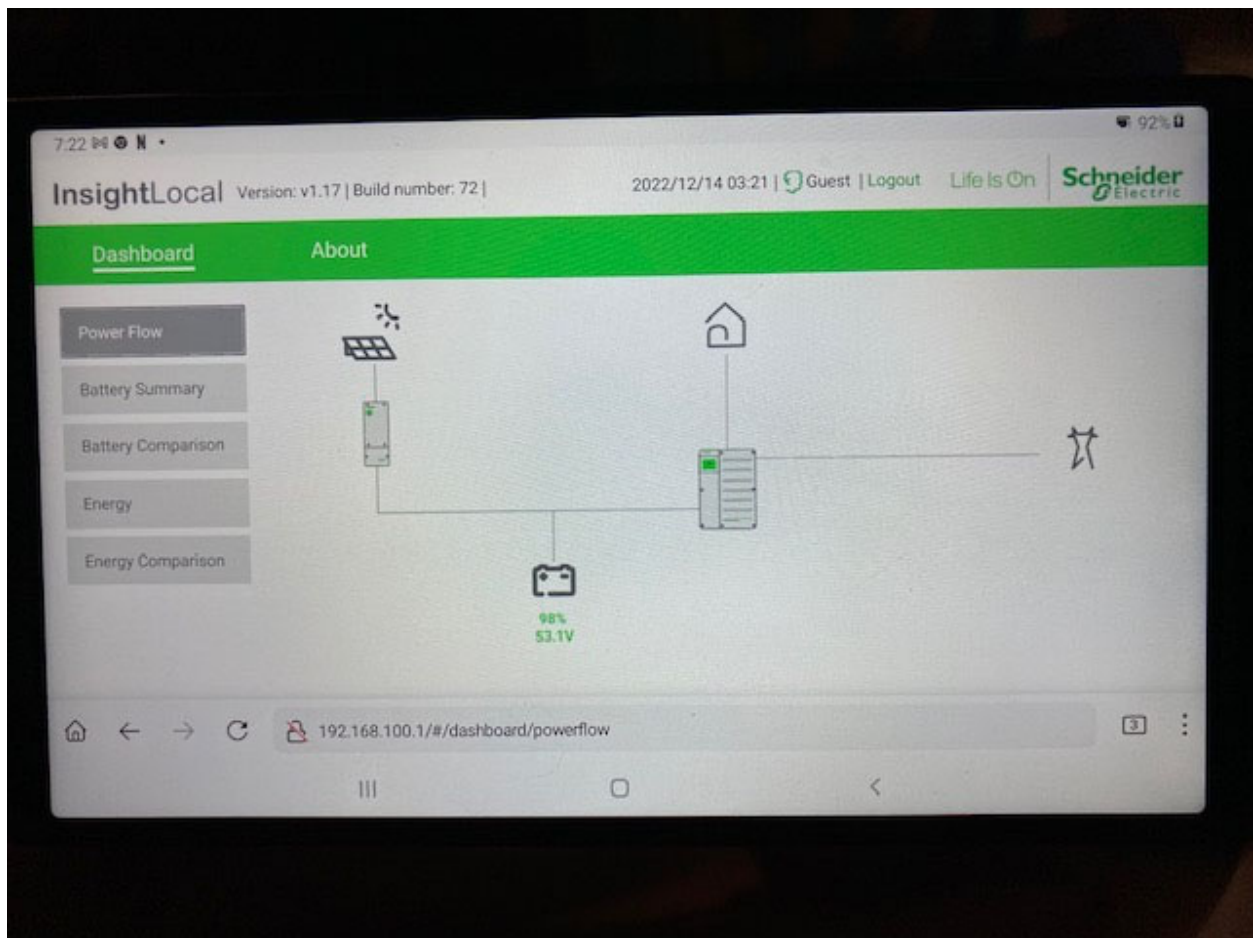 7:22 N
92%
InsightLocal Version: v1.17 | Build number: 72 |
2022/12/14 03:21 | Guest | Logout
Life Is On
Schneider
Electric
Dashboard
About
Power Flow
Battery Summary
Battery Comparison
Energy
Energy Comparison
98%
53.1V
192.168.100.1/#/dashboard/powerflow
3